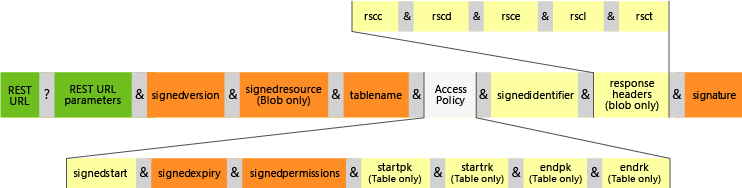 rscc & rscd & rsce & rscl & rsct
REST URL ? REST URL parameters & signedversion & signedresource (Blob only) & tablename & Access Policy & signedidentifier & response headers (blob only) & signature
signedstart & signedexpiry & signedpermissions & startpk (Table only) & startrk (Table only) & endpk (Table only) & endrk (Table only)